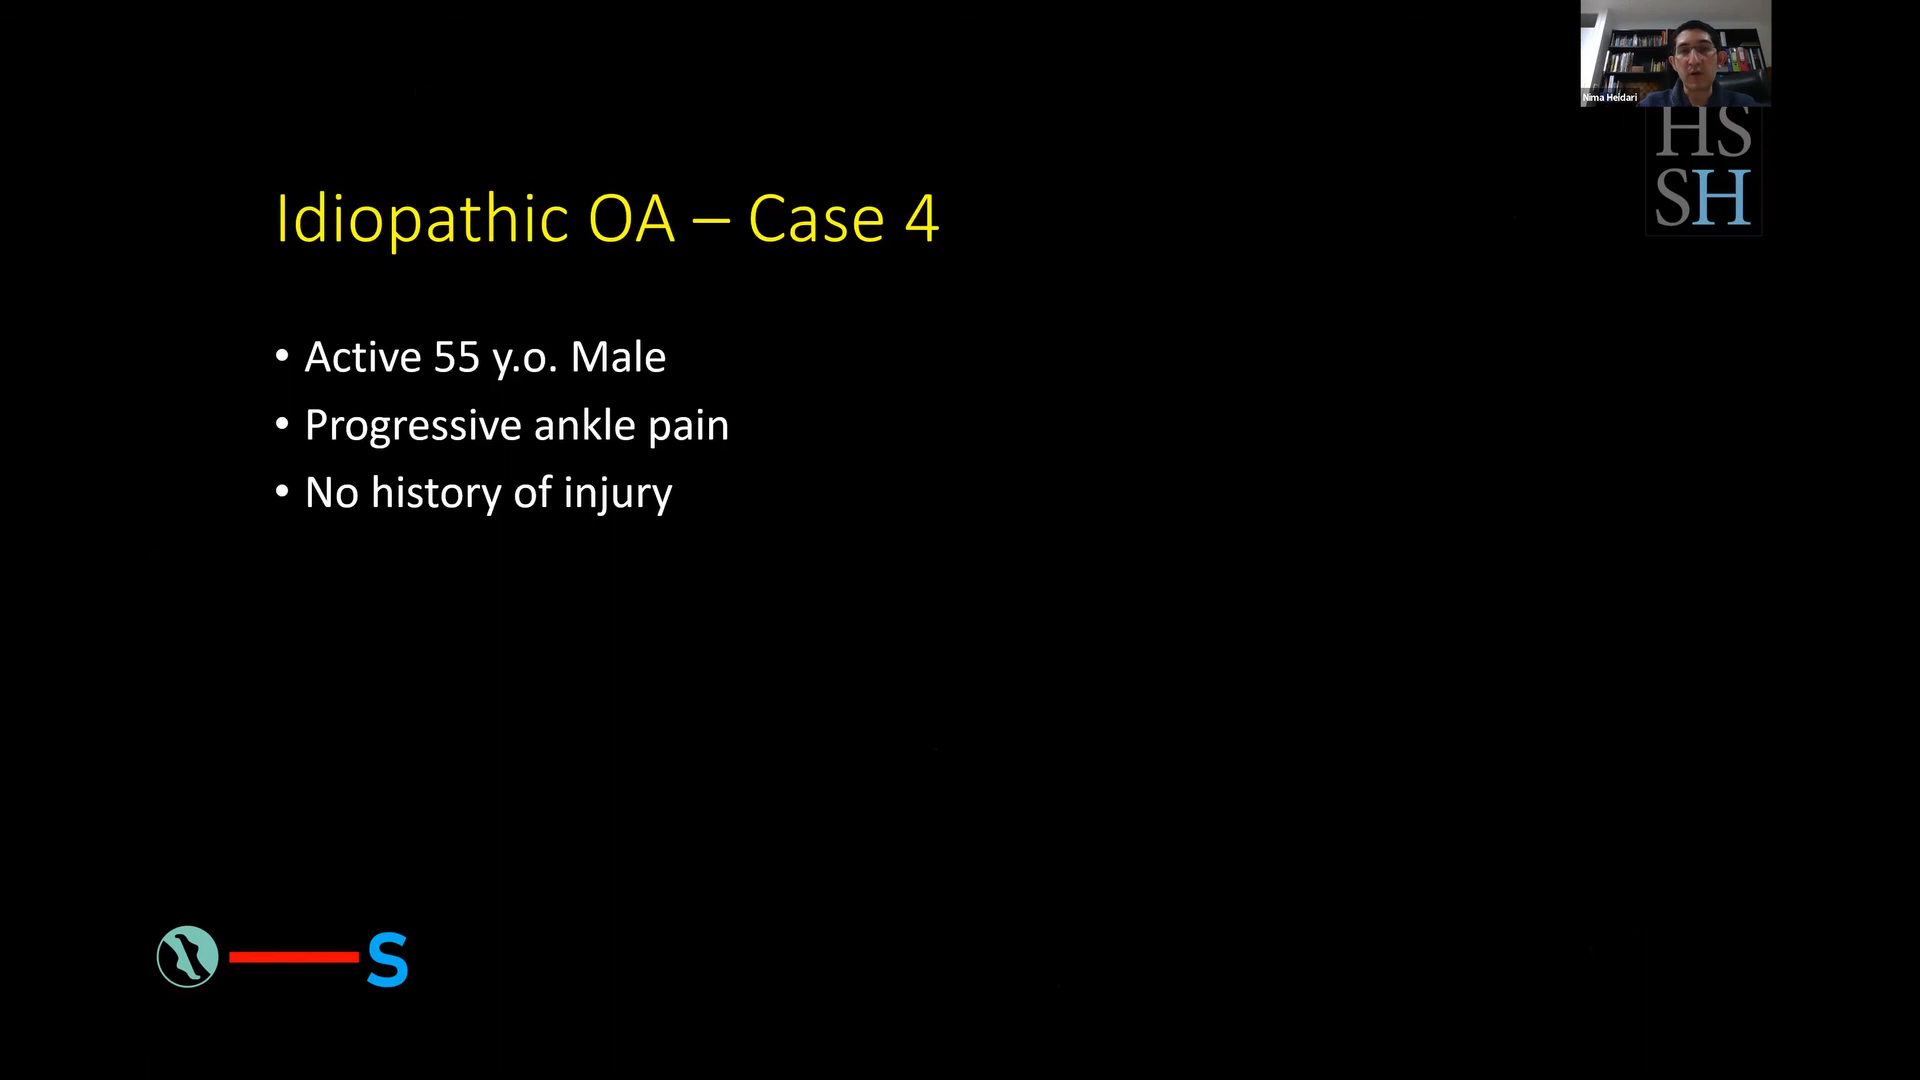 Nima Heidari
HS
SH
Idiopathic OA – Case 4
• Active 55 y.o. Male
• Progressive ankle pain
• No history of injury
S